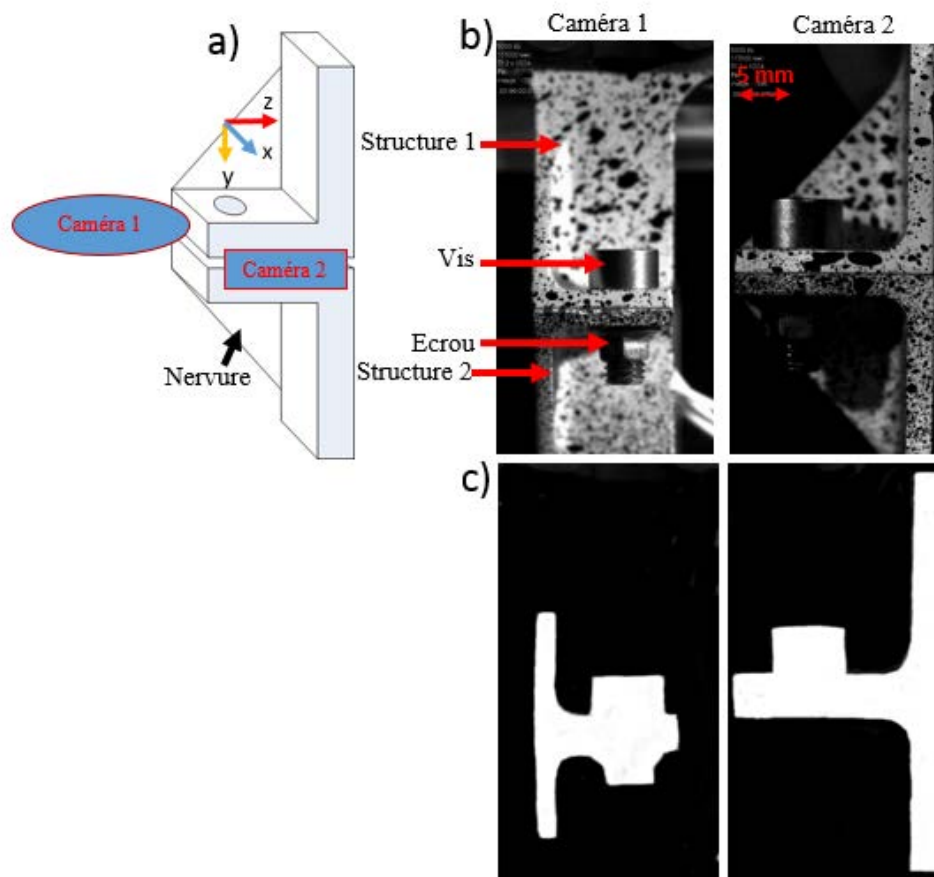 a)
z
x
y
Caméra 1
Caméra 2
Nervure
b)
Caméra 1
Caméra 2
5 mm
Structure 1
Vis
Ecrou
Structure 2
c)